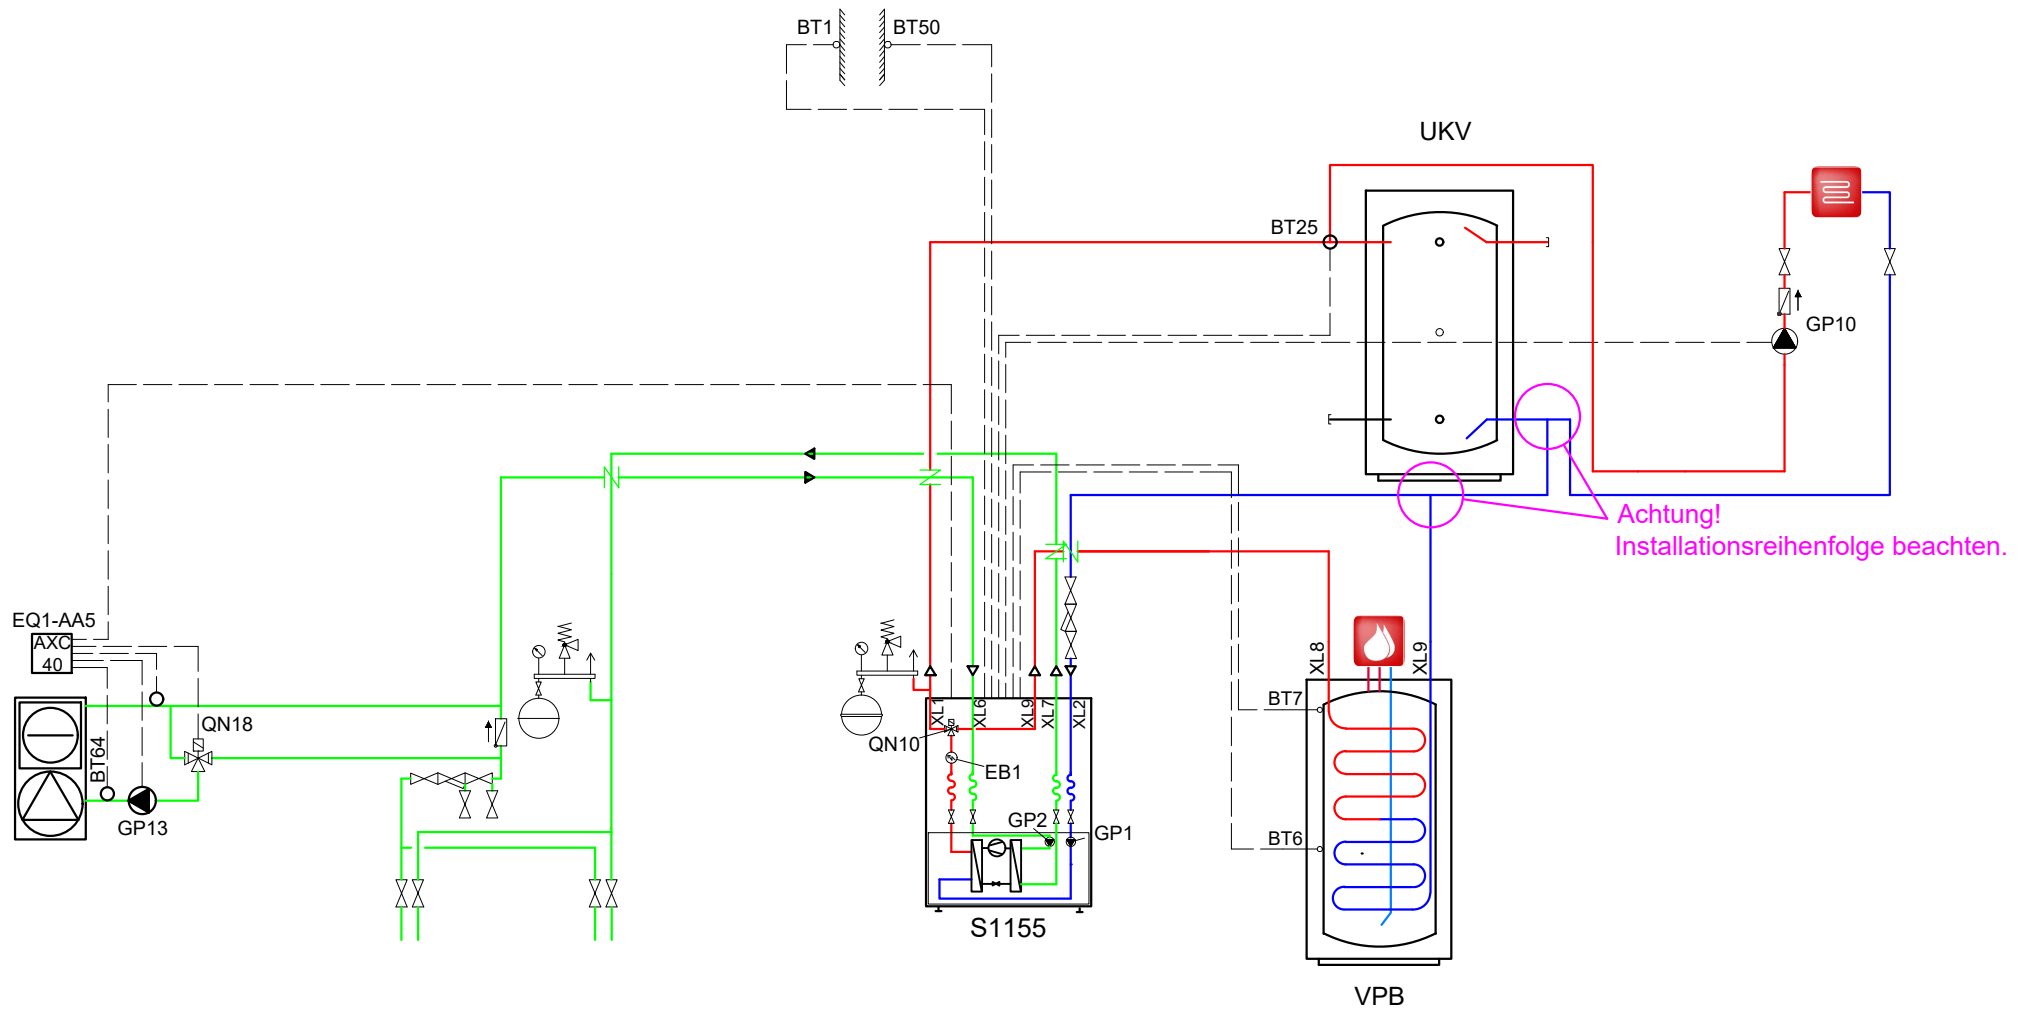 BT1
BT50
UKV
BT25
GP10
Achtung!
Installationsreihenfolge beachten.
EQ1-AA5
AXC
40
QN18
BT64
GP13
XL1
XL6
XL9
XL7
XL2
QN10
EB1
GP2
GP1
S1155
XL8
XL9
BT7
BT6
VPB